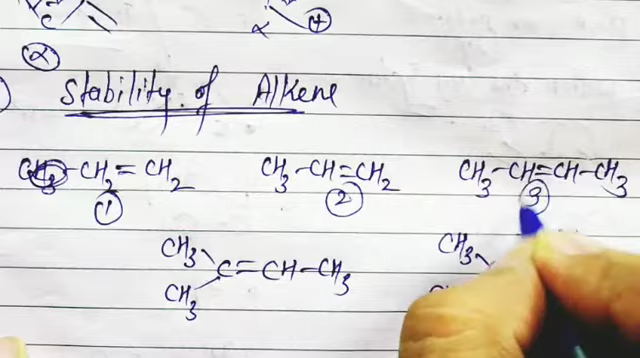 C
α ⊕
α
Stability of Alkene
CH2=CH2 CH3-CH=CH2 CH3-CH=CH-CH3
① ② ③
CH3 CH3
C=CH-CH3
CH3